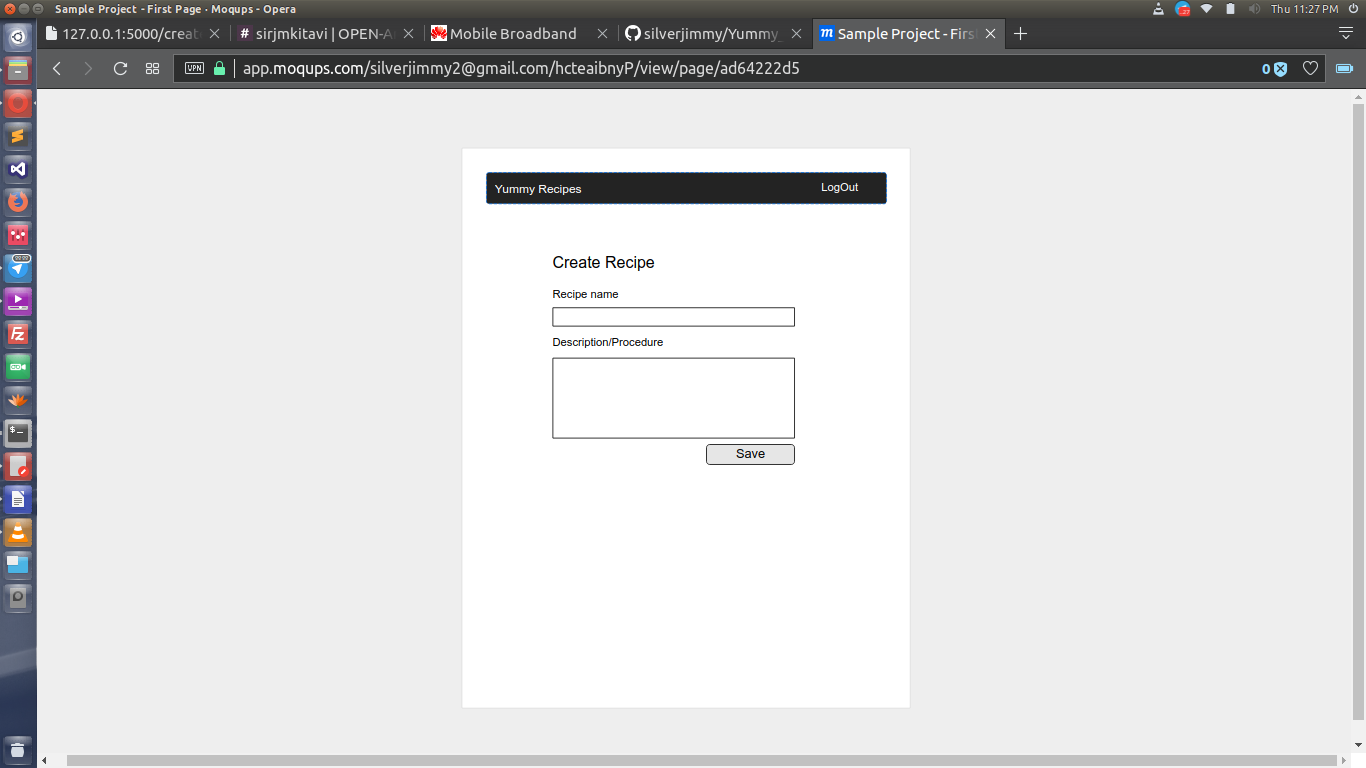 Sample Project - First Page · Moqups - Opera
Thu 11:27 PM
127.0.0.1:5000/creat
# sirjmkitavi | OPEN-A
Mobile Broadband
silverjimmy/Yummy_
m Sample Project - Firs
VPN
app.moqups.com/silverjimmy2@gmail.com/hcteaibnyP/view/page/ad64222d5
0
Yummy Recipes
LogOut
Create Recipe
Recipe name
Description/Procedure
Save